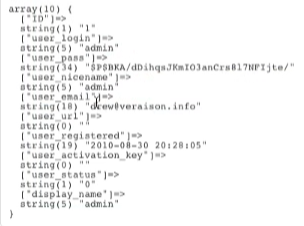 array(10) {
["ID"]=>
string(1) "1"
["user_login"]=>
string(5) "admin"
["user_pass"]=>
string(34)
["user_nicename"]=>
string(5) "admin"
["user_email"]=>
string(18) "drew@veraison.info"
["user_url"]=>
string(0) ""
["user_registered"]=>
string(19) "2010-08-30 20:28:05"
["user_activation_key"]=>
string(0) ""
["user_status"]=>
string(1) "0"
["display_name"]=>
string(5) "admin"
}